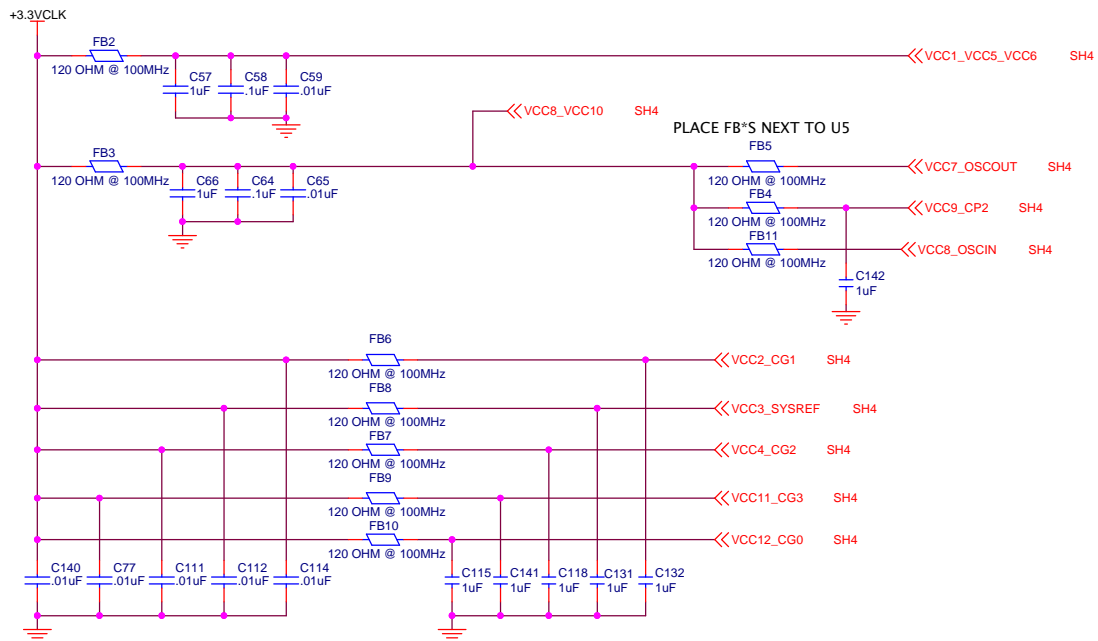 +3.3VCLK
FB2
120 OHM @ 100MHz
C57
1uF
C58
.1uF
C59
.01uF
VCC1_VCC5_VCC6 SH4
VCC8_VCC10 SH4
PLACE FB*S NEXT TO U5
FB3
120 OHM @ 100MHz
C66
1uF
C64
.1uF
C65
.01uF
FB5
120 OHM @ 100MHz
VCC7_OSCOUT SH4
FB4
120 OHM @ 100MHz
VCC9_CP2 SH4
FB11
120 OHM @ 100MHz
VCC8_OSCIN SH4
C142
1uF
FB6
120 OHM @ 100MHz
VCC2_CG1 SH4
FB8
120 OHM @ 100MHz
VCC3_SYSREF SH4
FB7
120 OHM @ 100MHz
VCC4_CG2 SH4
FB9
120 OHM @ 100MHz
VCC11_CG3 SH4
FB10
120 OHM @ 100MHz
VCC12_CG0 SH4
C140
.01uF
C77
.01uF
C111
.01uF
C112
.01uF
C114
.01uF
C115
1uF
C141
1uF
C118
1uF
C131
1uF
C132
1uF